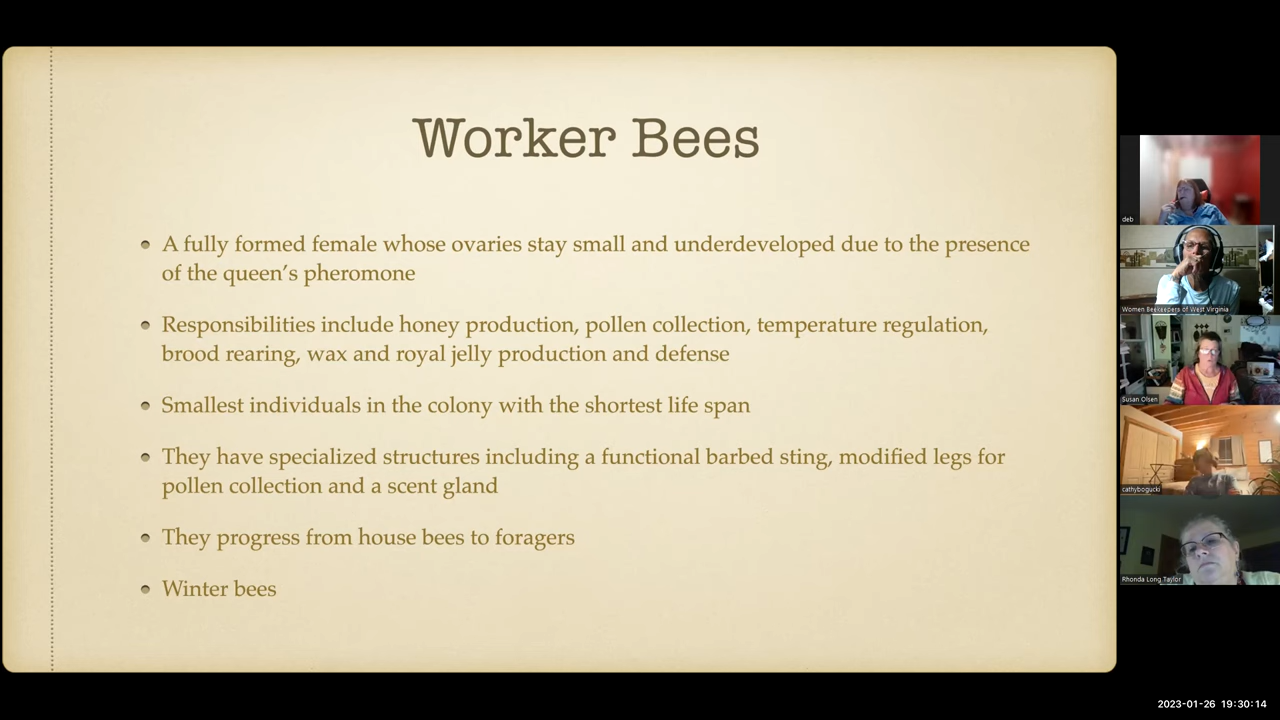 Worker Bees
A fully formed female whose ovaries stay small and underdeveloped due to the presence
of the queen's pheromone
Responsibilities include honey production, pollen collection, temperature regulation,
brood rearing, wax and royal jelly production and defense
Smallest individuals in the colony with the shortest life span
They have specialized structures including a functional barbed sting, modified legs for
pollen collection and a scent gland
They progress from house bees to foragers
Winter bees
deb
Women Beekeepers of West Virginia
Susan Olsen
cathybogucki
Rhonda Long Taylor
2023-01-26 19:30:14